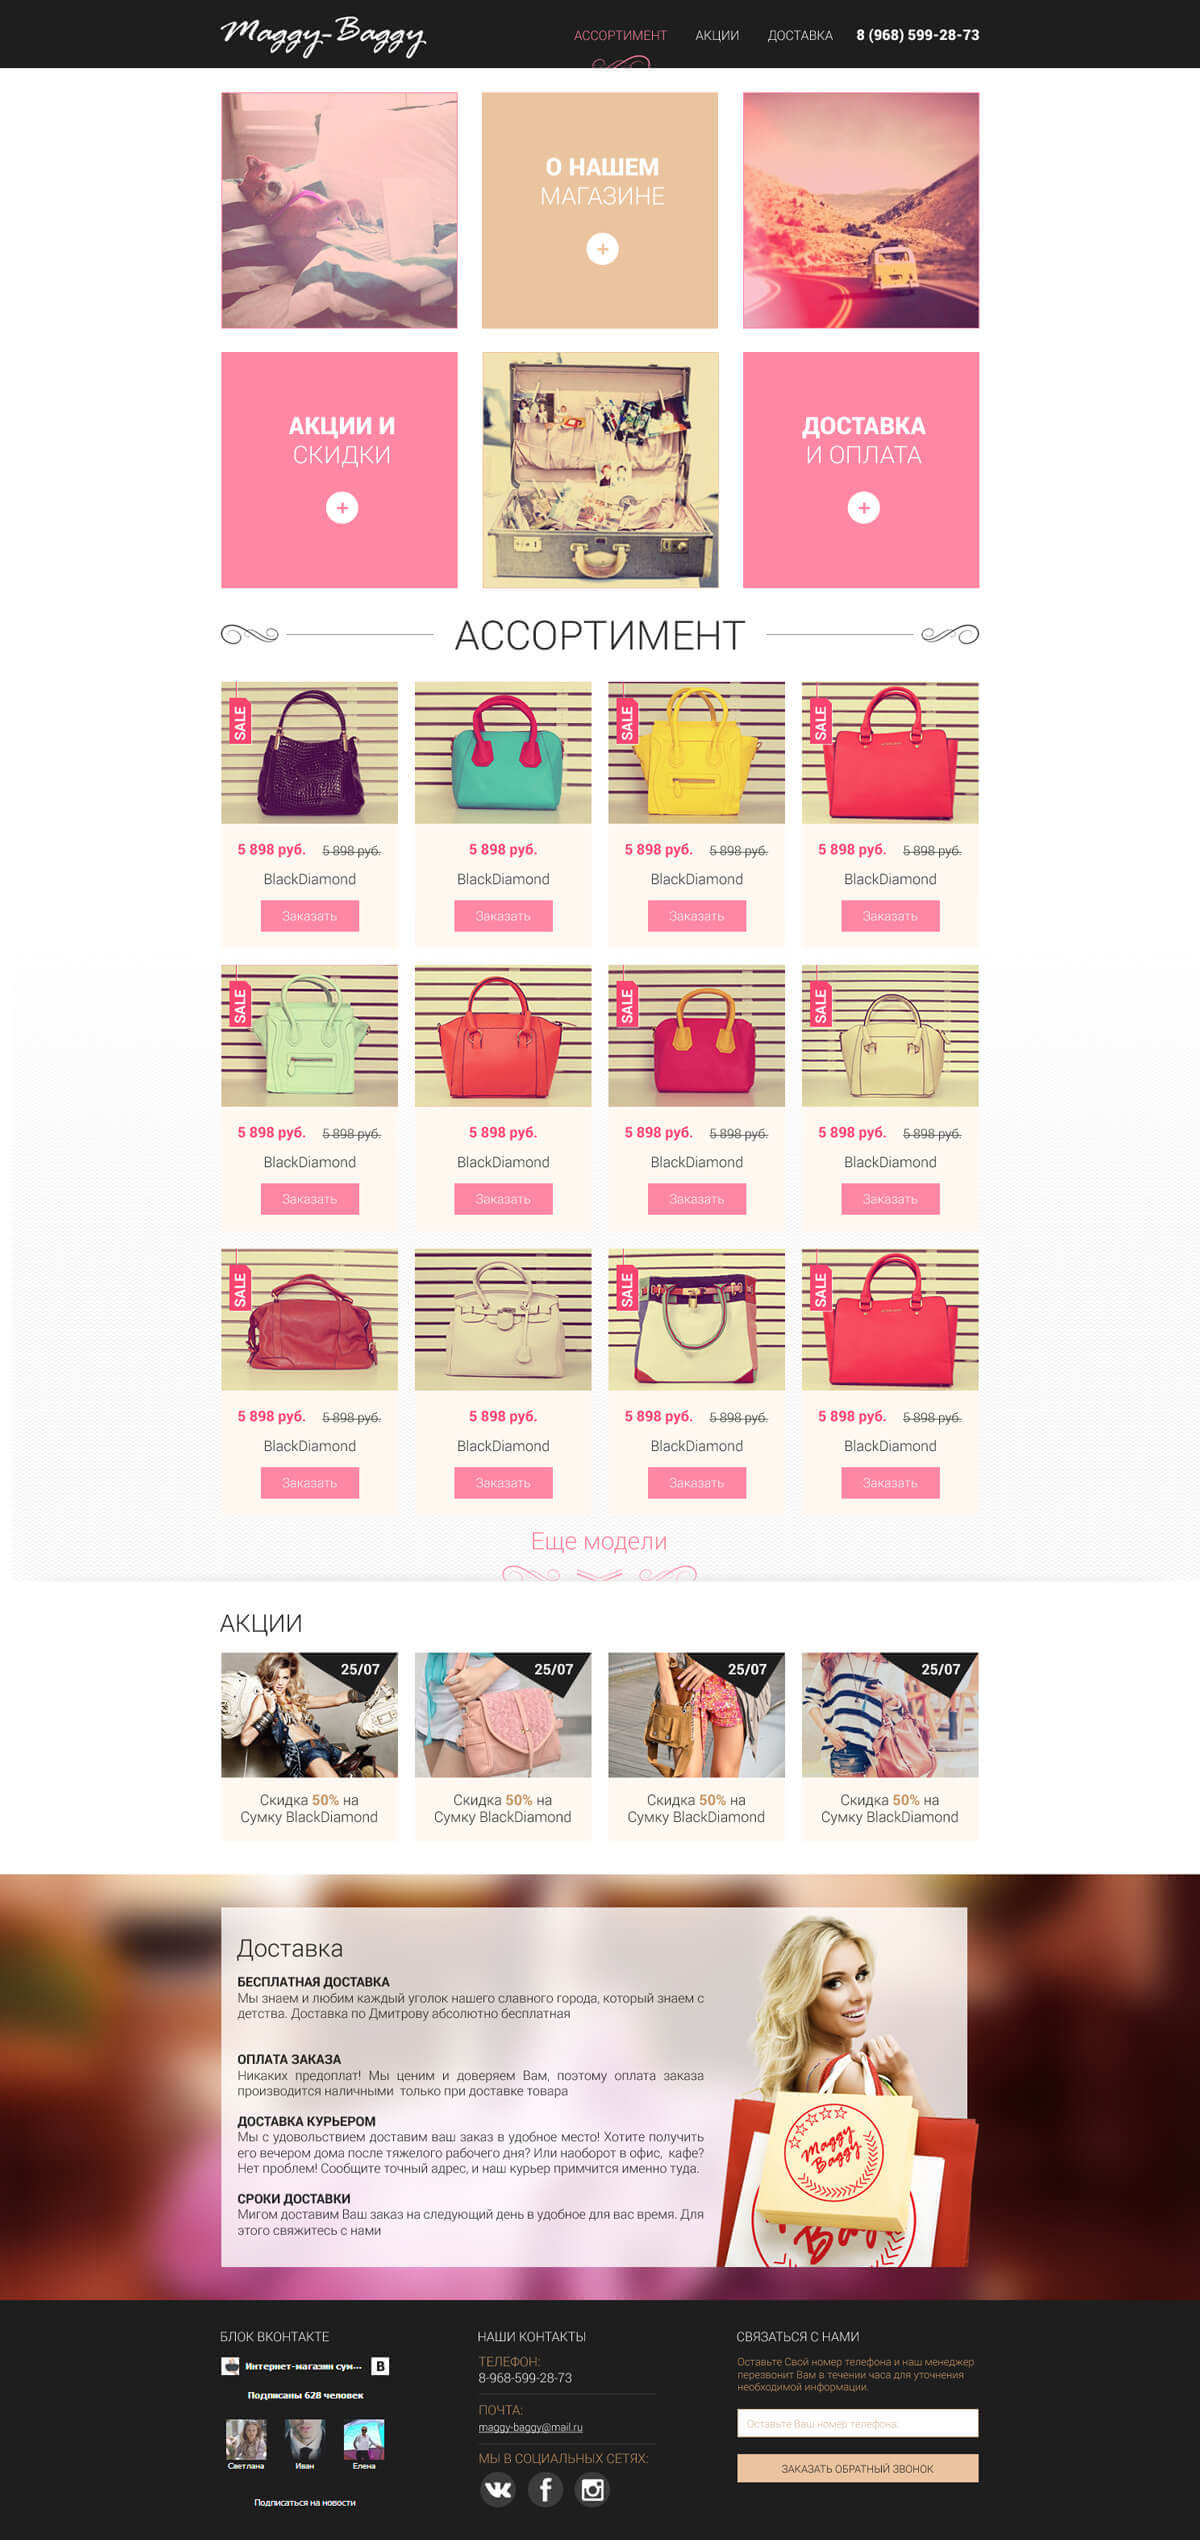 Maggy-Baggy
АССОРТИМЕНТ АКЦИИ ДОСТАВКА 8 (968) 599-28-73
О НАШЕМ
МАГАЗИНЕ
+
АКЦИИ И
СКИДКИ
+
ДОСТАВКА
И ОПЛАТА
+
АССОРТИМЕНТ
SALE SALE SALE
5 898 руб. 5 898 руб. 5 898 руб. 5 898 руб. 5 898 руб. 5 898 руб. 5 898 руб.
BlackDiamond BlackDiamond BlackDiamond BlackDiamond
Заказать Заказать Заказать Заказать
SALE SALE SALE
5 898 руб. 5 898 руб. 5 898 руб. 5 898 руб. 5 898 руб. 5 898 руб. 5 898 руб.
BlackDiamond BlackDiamond BlackDiamond BlackDiamond
Заказать Заказать Заказать Заказать
SALE SALE SALE
5 898 руб. 5 898 руб. 5 898 руб. 5 898 руб. 5 898 руб. 5 898 руб. 5 898 руб.
BlackDiamond BlackDiamond BlackDiamond BlackDiamond
Заказать Заказать Заказать Заказать
Еще модели
АКЦИИ
25/07 25/07 25/07 25/07
Скидка 50% на Скидка 50% на Скидка 50% на Скидка 50% на
Сумку BlackDiamond Сумку BlackDiamond Сумку BlackDiamond Сумку BlackDiamond
Доставка
БЕСПЛАТНАЯ ДОСТАВКА
Мы знаем и любим каждый уголок нашего славного города, который знаем с
детства. Доставка по Дмитрову абсолютно бесплатная
ОПЛАТА ЗАКАЗА
Никаких предоплат! Мы ценим и доверяем Вам, поэтому оплата заказа
производится наличными только при доставке товара
ДОСТАВКА КУРЬЕРОМ
Мы с удовольствием доставим ваш заказ в удобное место! Хотите получить
его вечером дома после тяжелого рабочего дня? Или наоборот в офис, кафе?
Нет проблем! Сообщите точный адрес, и наш курьер примчится именно туда.
СРОКИ ДОСТАВКИ
Мигом доставим Ваш заказ на следующий день в удобное для вас время. Для
этого свяжитесь с нами
Maggy
Baggy
БЛОК ВКОНТАКТЕ
Интернет-магазин сум...
B
Подписаны 628 человек
Светлана Иван Елена
Подписаться на новости
НАШИ КОНТАКТЫ
ТЕЛЕФОН:
8-968-599-28-73
ПОЧТА:
maggy-baggy@mail.ru
МЫ В СОЦИАЛЬНЫХ СЕТЯХ:
СВЯЗАТЬСЯ С НАМИ
Оставьте Свой номер телефона и наш менеджер
перезвонит Вам в течении часа для уточнения
необходимой информации.
Оставьте Ваш номер телефона:
ЗАКАЗАТЬ ОБРАТНЫЙ ЗВОНОК